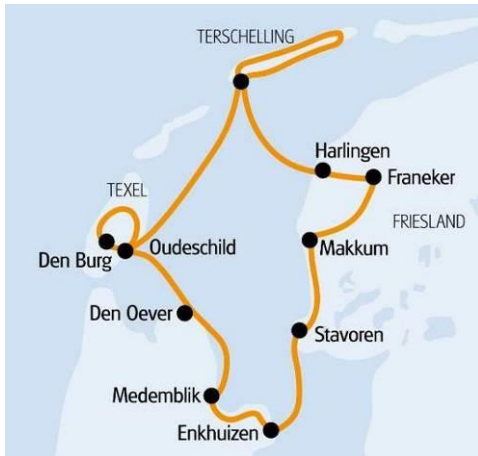 TERSCHELLING
Harlingen
Franeker
TEXEL
FRIESLAND
Oudeschild
Makkum
Den Burg
Den Oever
Stavoren
Medemblik
Enkhuizen